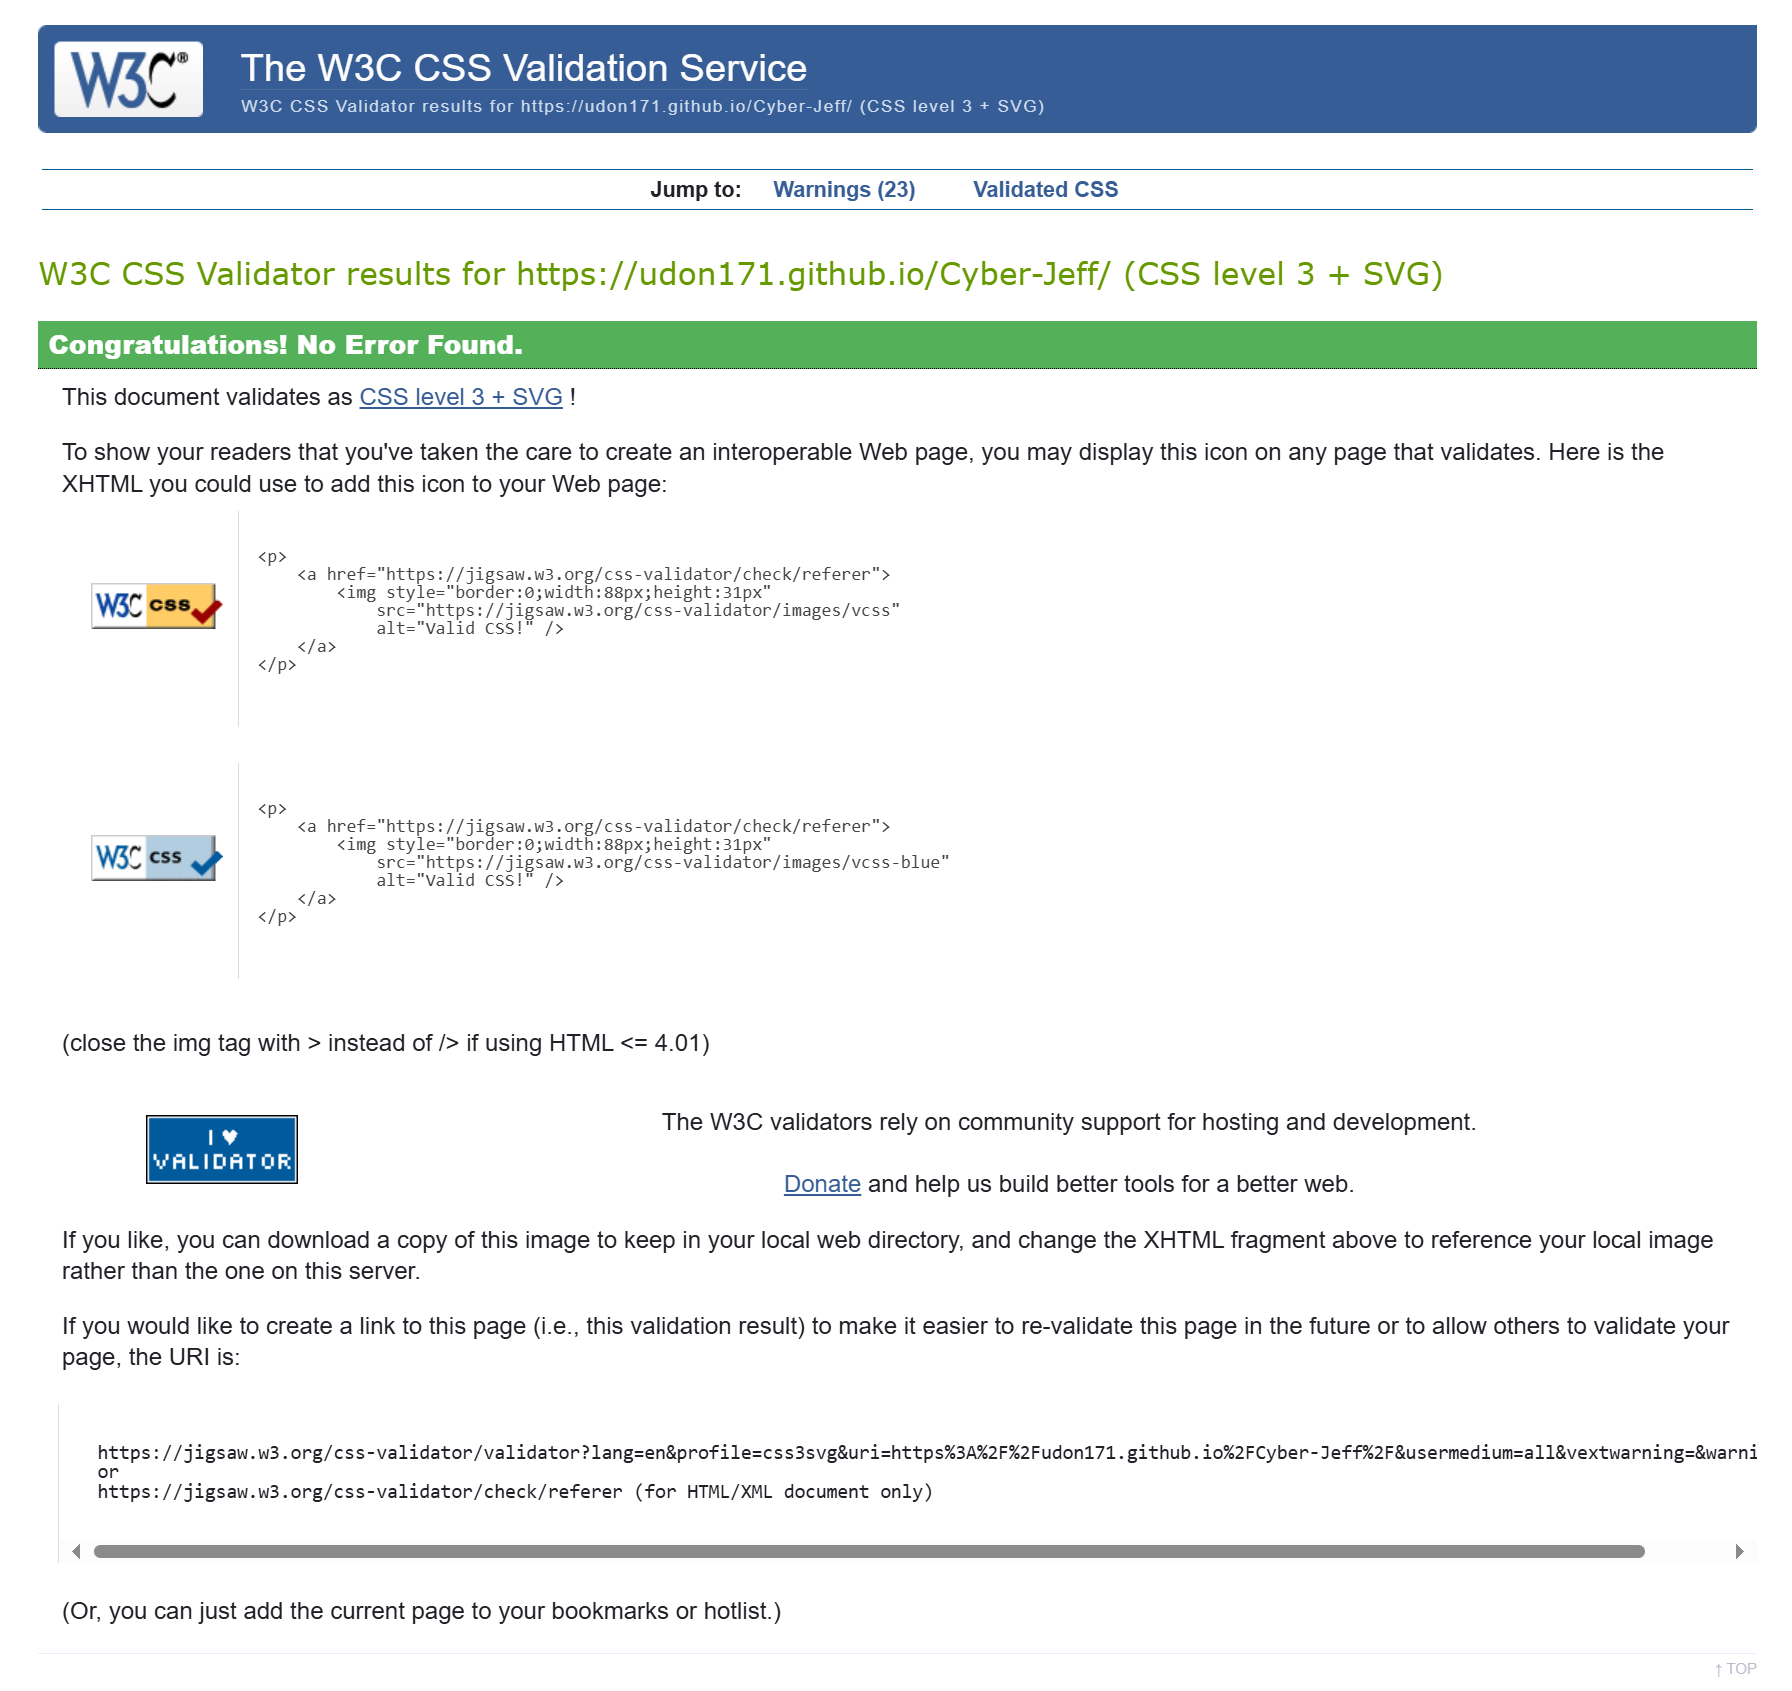 W3C®
The W3C CSS Validation Service
W3C CSS Validator results for https://udon171.github.io/Cyber-Jeff/ (CSS level 3 + SVG)
Jump to: Warnings (23) Validated CSS
W3C CSS Validator results for https://udon171.github.io/Cyber-Jeff/ (CSS level 3 + SVG)
Congratulations! No Error Found.
This document validates as CSS level 3 + SVG !
To show your readers that you've taken the care to create an interoperable Web page, you may display this icon on any page that validates. Here is the
XHTML you could use to add this icon to your Web page:
W3C css
<p>
    <a href="https://jigsaw.w3.org/css-validator/check/referer">
        <img style="border:0;width:88px;height:31px"
            src="https://jigsaw.w3.org/css-validator/images/vcss"
            alt="Valid CSS!" />
    </a>
</p>
W3C css
<p>
    <a href="https://jigsaw.w3.org/css-validator/check/referer">
        <img style="border:0;width:88px;height:31px"
            src="https://jigsaw.w3.org/css-validator/images/vcss-blue"
            alt="Valid CSS!" />
    </a>
</p>
(close the img tag with > instead of /> if using HTML <= 4.01)
I ♥
VALIDATOR
The W3C validators rely on community support for hosting and development.
Donate and help us build better tools for a better web.
If you like, you can download a copy of this image to keep in your local web directory, and change the XHTML fragment above to reference your local image
rather than the one on this server.
If you would like to create a link to this page (i.e., this validation result) to make it easier to re-validate this page in the future or to allow others to validate your
page, the URI is:
https://jigsaw.w3.org/css-validator/validator?lang=en&profile=css3svg&uri=https%3A%2F%2Fudon171.github.io%2FCyber-Jeff%2F&usermedium=all&vextwarning=&warni
or
https://jigsaw.w3.org/css-validator/check/referer (for HTML/XML document only)
(Or, you can just add the current page to your bookmarks or hotlist.)
↑ TOP